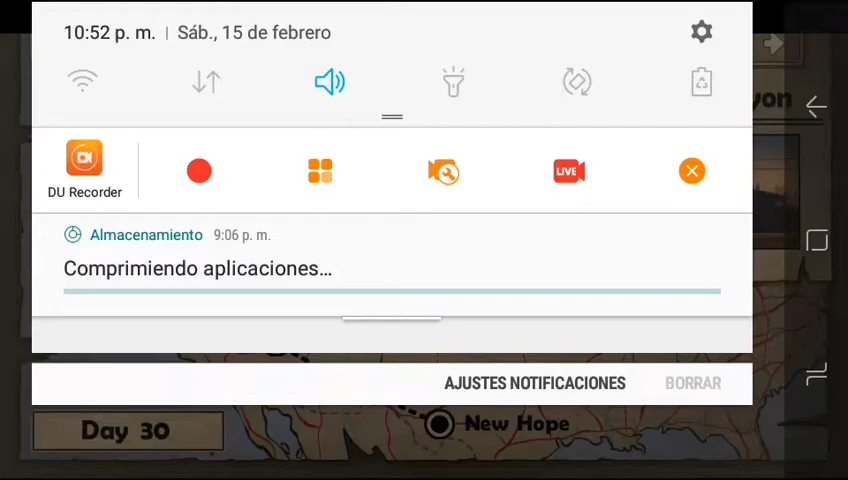 10:52 p. m. | Sáb., 15 de febrero
yon
DU Recorder
LIVE
Almacenamiento 9:06 p. m.
Comprimiendo aplicaciones...
AJUSTES NOTIFICACIONES BORRAR
Day 30
New Hope